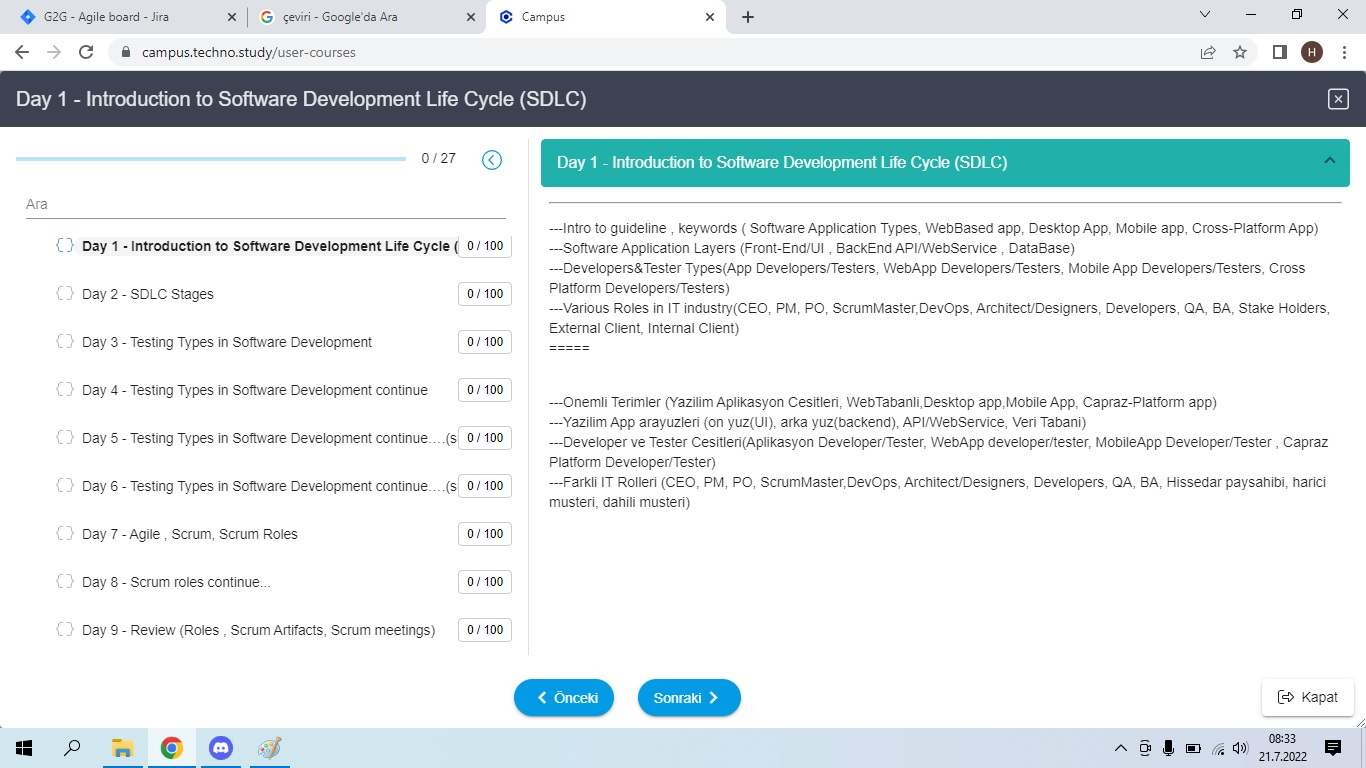 G2G - Agile board - Jira
çeviri - Google'da Ara
Campus
campus.techno.study/user-courses
H
Day 1 - Introduction to Software Development Life Cycle (SDLC)
0 / 27
Ara
Day 1 - Introduction to Software Development Life Cycle (
0 / 100
Day 2 - SDLC Stages
0 / 100
Day 3 - Testing Types in Software Development
0 / 100
Day 4 - Testing Types in Software Development continue
0 / 100
Day 5 - Testing Types in Software Development continue....(s
0 / 100
Day 6 - Testing Types in Software Development continue....(s
0 / 100
Day 7 - Agile , Scrum, Scrum Roles
0 / 100
Day 8 - Scrum roles continue...
0 / 100
Day 9 - Review (Roles , Scrum Artifacts, Scrum meetings)
0 / 100
Day 1 - Introduction to Software Development Life Cycle (SDLC)
---Intro to guideline , keywords ( Software Application Types, WebBased app, Desktop App, Mobile app, Cross-Platform App)
---Software Application Layers (Front-End/UI , BackEnd API/WebService , DataBase)
---Developers&Tester Types(App Developers/Testers, WebApp Developers/Testers, Mobile App Developers/Testers, Cross
Platform Developers/Testers)
---Various Roles in IT industry(CEO, PM, PO, ScrumMaster,DevOps, Architect/Designers, Developers, QA, BA, Stake Holders,
External Client, Internal Client)
=====
---Onemli Terimler (Yazilim Aplikasyon Cesitleri, WebTabanli,Desktop app,Mobile App, Capraz-Platform app)
---Yazilim App arayuzleri (on yuz(UI), arka yuz(backend), API/WebService, Veri Tabani)
---Developer ve Tester Cesitleri(Aplikasyon Developer/Tester, WebApp developer/tester, MobileApp Developer/Tester , Capraz
Platform Developer/Tester)
---Farkli IT Rolleri (CEO, PM, PO, ScrumMaster,DevOps, Architect/Designers, Developers, QA, BA, Hissedar paysahibi, harici
musteri, dahili musteri)
Önceki
Sonraki
Kapat
08:33
21.7.2022